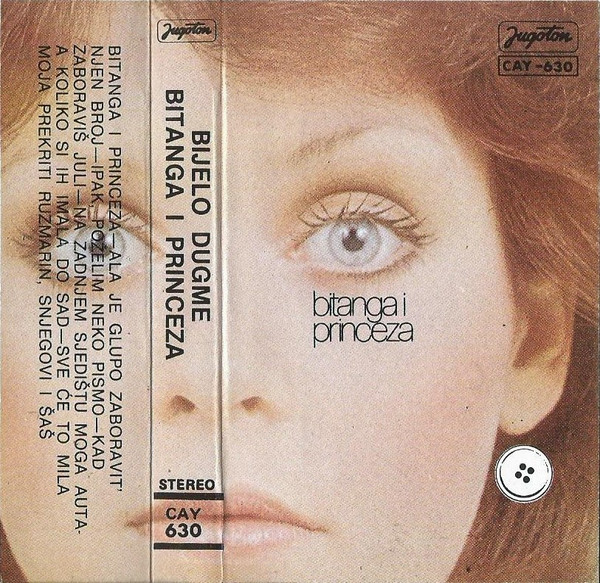 BITANGA I PRINCEZA—ALA JE GLUPO ZABORAVIT'
NJEN BROJ—IPAK, POŽELIM NEKO PISMO—KAD
ZABORAVIŠ JULI—NA ZADNJEM SJEDIŠTU MOGA AUTA-
A KOLIKO SI IH IMALA DO SAD—SVE ĆE TO MILA
MOJA PREKRITI RUZMARIN, SNJEGOVI I ŠAŠ
Jugoton
BIJELO DUGME
BITANGA I PRINCEZA
STEREO
CAY
630
Jugoton
CAY-630
bitanga i
princeza